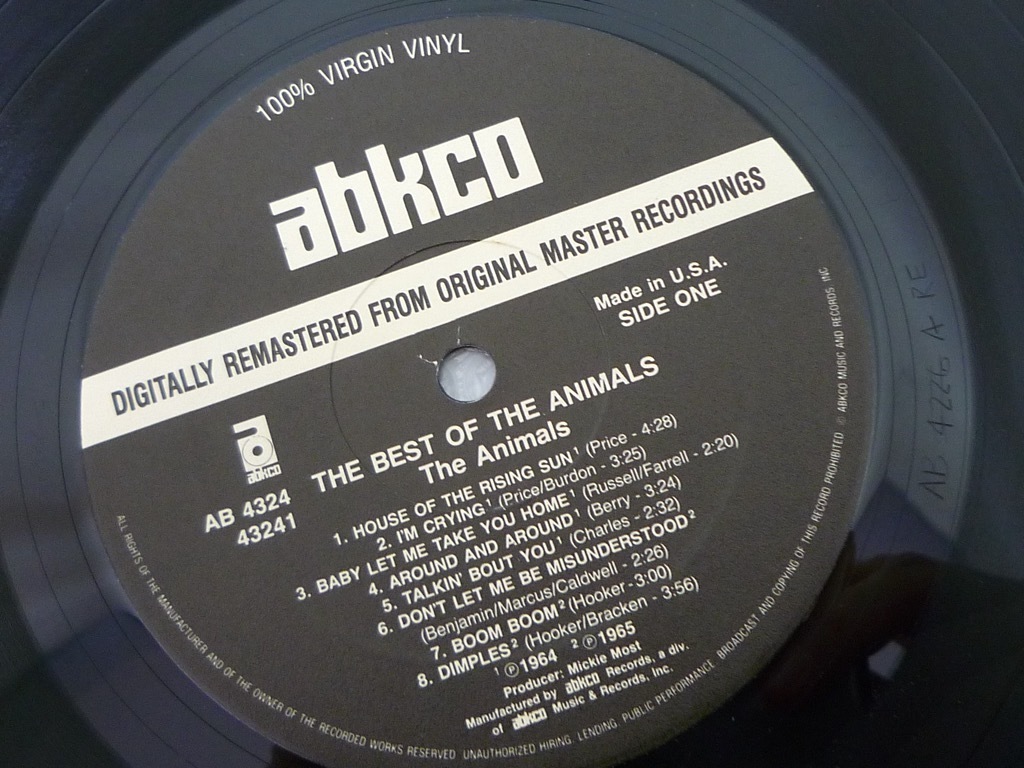 100% VIRGIN VINYL
abkco
DIGITALLY REMASTERED FROM ORIGINAL MASTER RECORDINGS
Made in U.S.A.
SIDE ONE
abkco
AB 4324
43241
THE BEST OF THE ANIMALS
The Animals
1. HOUSE OF THE RISING SUN¹ (Price - 4:28)
2. I'M CRYING¹ (Price/Burdon - 3:25)
3. BABY LET ME TAKE YOU HOME¹ (Russell/Farrell - 2:20)
4. AROUND AND AROUND¹ (Berry - 3:24)
5. TALKIN' BOUT YOU¹ (Charles - 2:32)
6. DON'T LET ME BE MISUNDERSTOOD²
(Benjamin/Marcus/Caldwell - 2:26)
7. BOOM BOOM² (Hooker - 3:00)
8. DIMPLES² (Hooker/Bracken - 3:56)
¹ ℗ 1964 ² ℗ 1965
Producer: Mickie Most
Manufactured by abkco Records, a div.
of abkco Music & Records, Inc.
ALL RIGHTS OF THE MANUFACTURER AND OF THE OWNER OF THE RECORDED WORKS RESERVED UNAUTHORIZED HIRING, LENDING, PUBLIC PERFORMANCE, BROADCAST AND COPYING OF THIS RECORD PROHIBITED © ABKCO MUSIC AND RECORDS INC
AB 4226 A RE